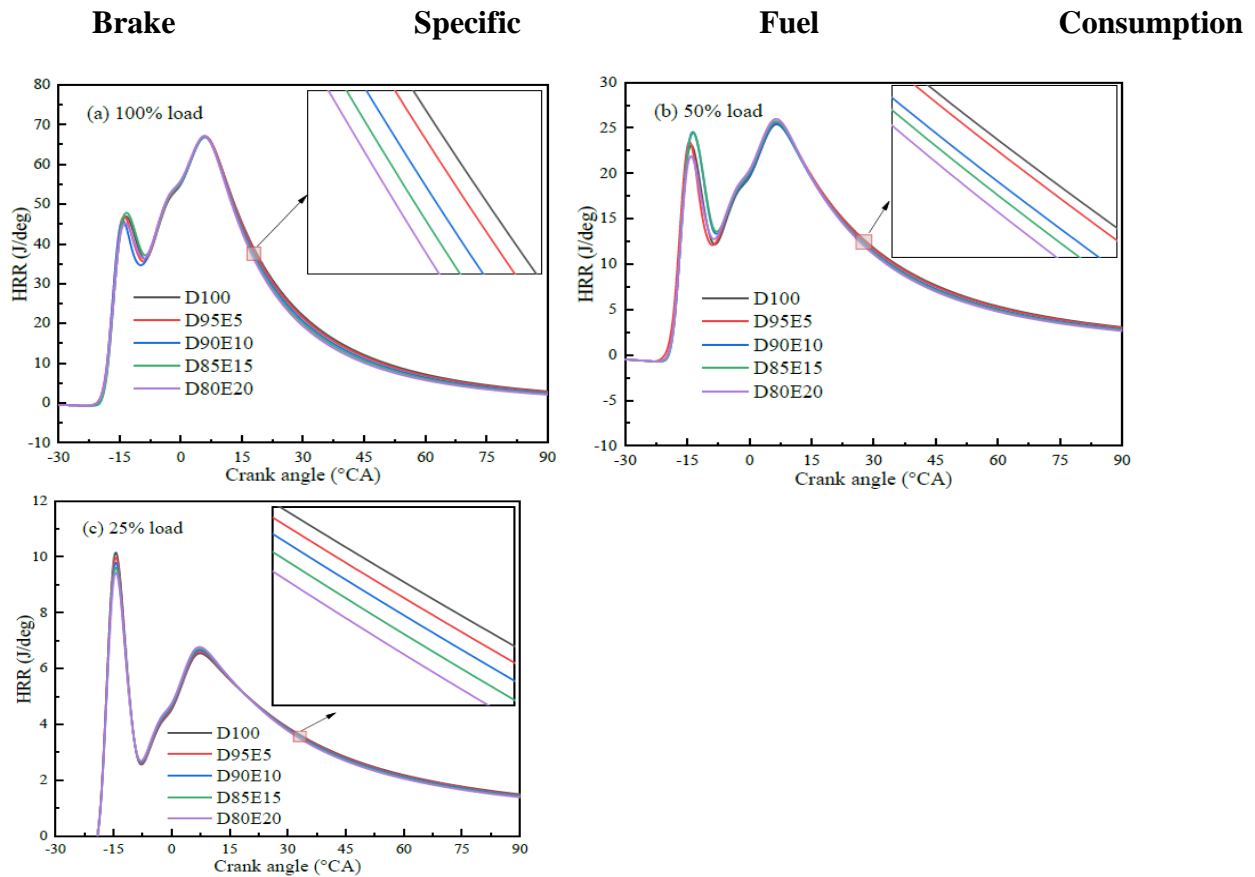 Brake Specific Fuel Consumption
(a) 100% load
HRR (J/deg)
80
70
60
50
40
30
20
10
0
-10
D100
D95E5
D90E10
D85E15
D80E20
-30 -15 0 15 30 45 60 75 90
Crank angle (°CA)
(b) 50% load
HRR (J/deg)
30
25
20
15
10
5
0
-5
-10
D100
D95E5
D90E10
D85E15
D80E20
-30 -15 0 15 30 45 60 75 90
Crank angle (°CA)
(c) 25% load
HRR (J/deg)
12
10
8
6
4
2
0
D100
D95E5
D90E10
D85E15
D80E20
-30 -15 0 15 30 45 60 75 90
Crank angle (°CA)